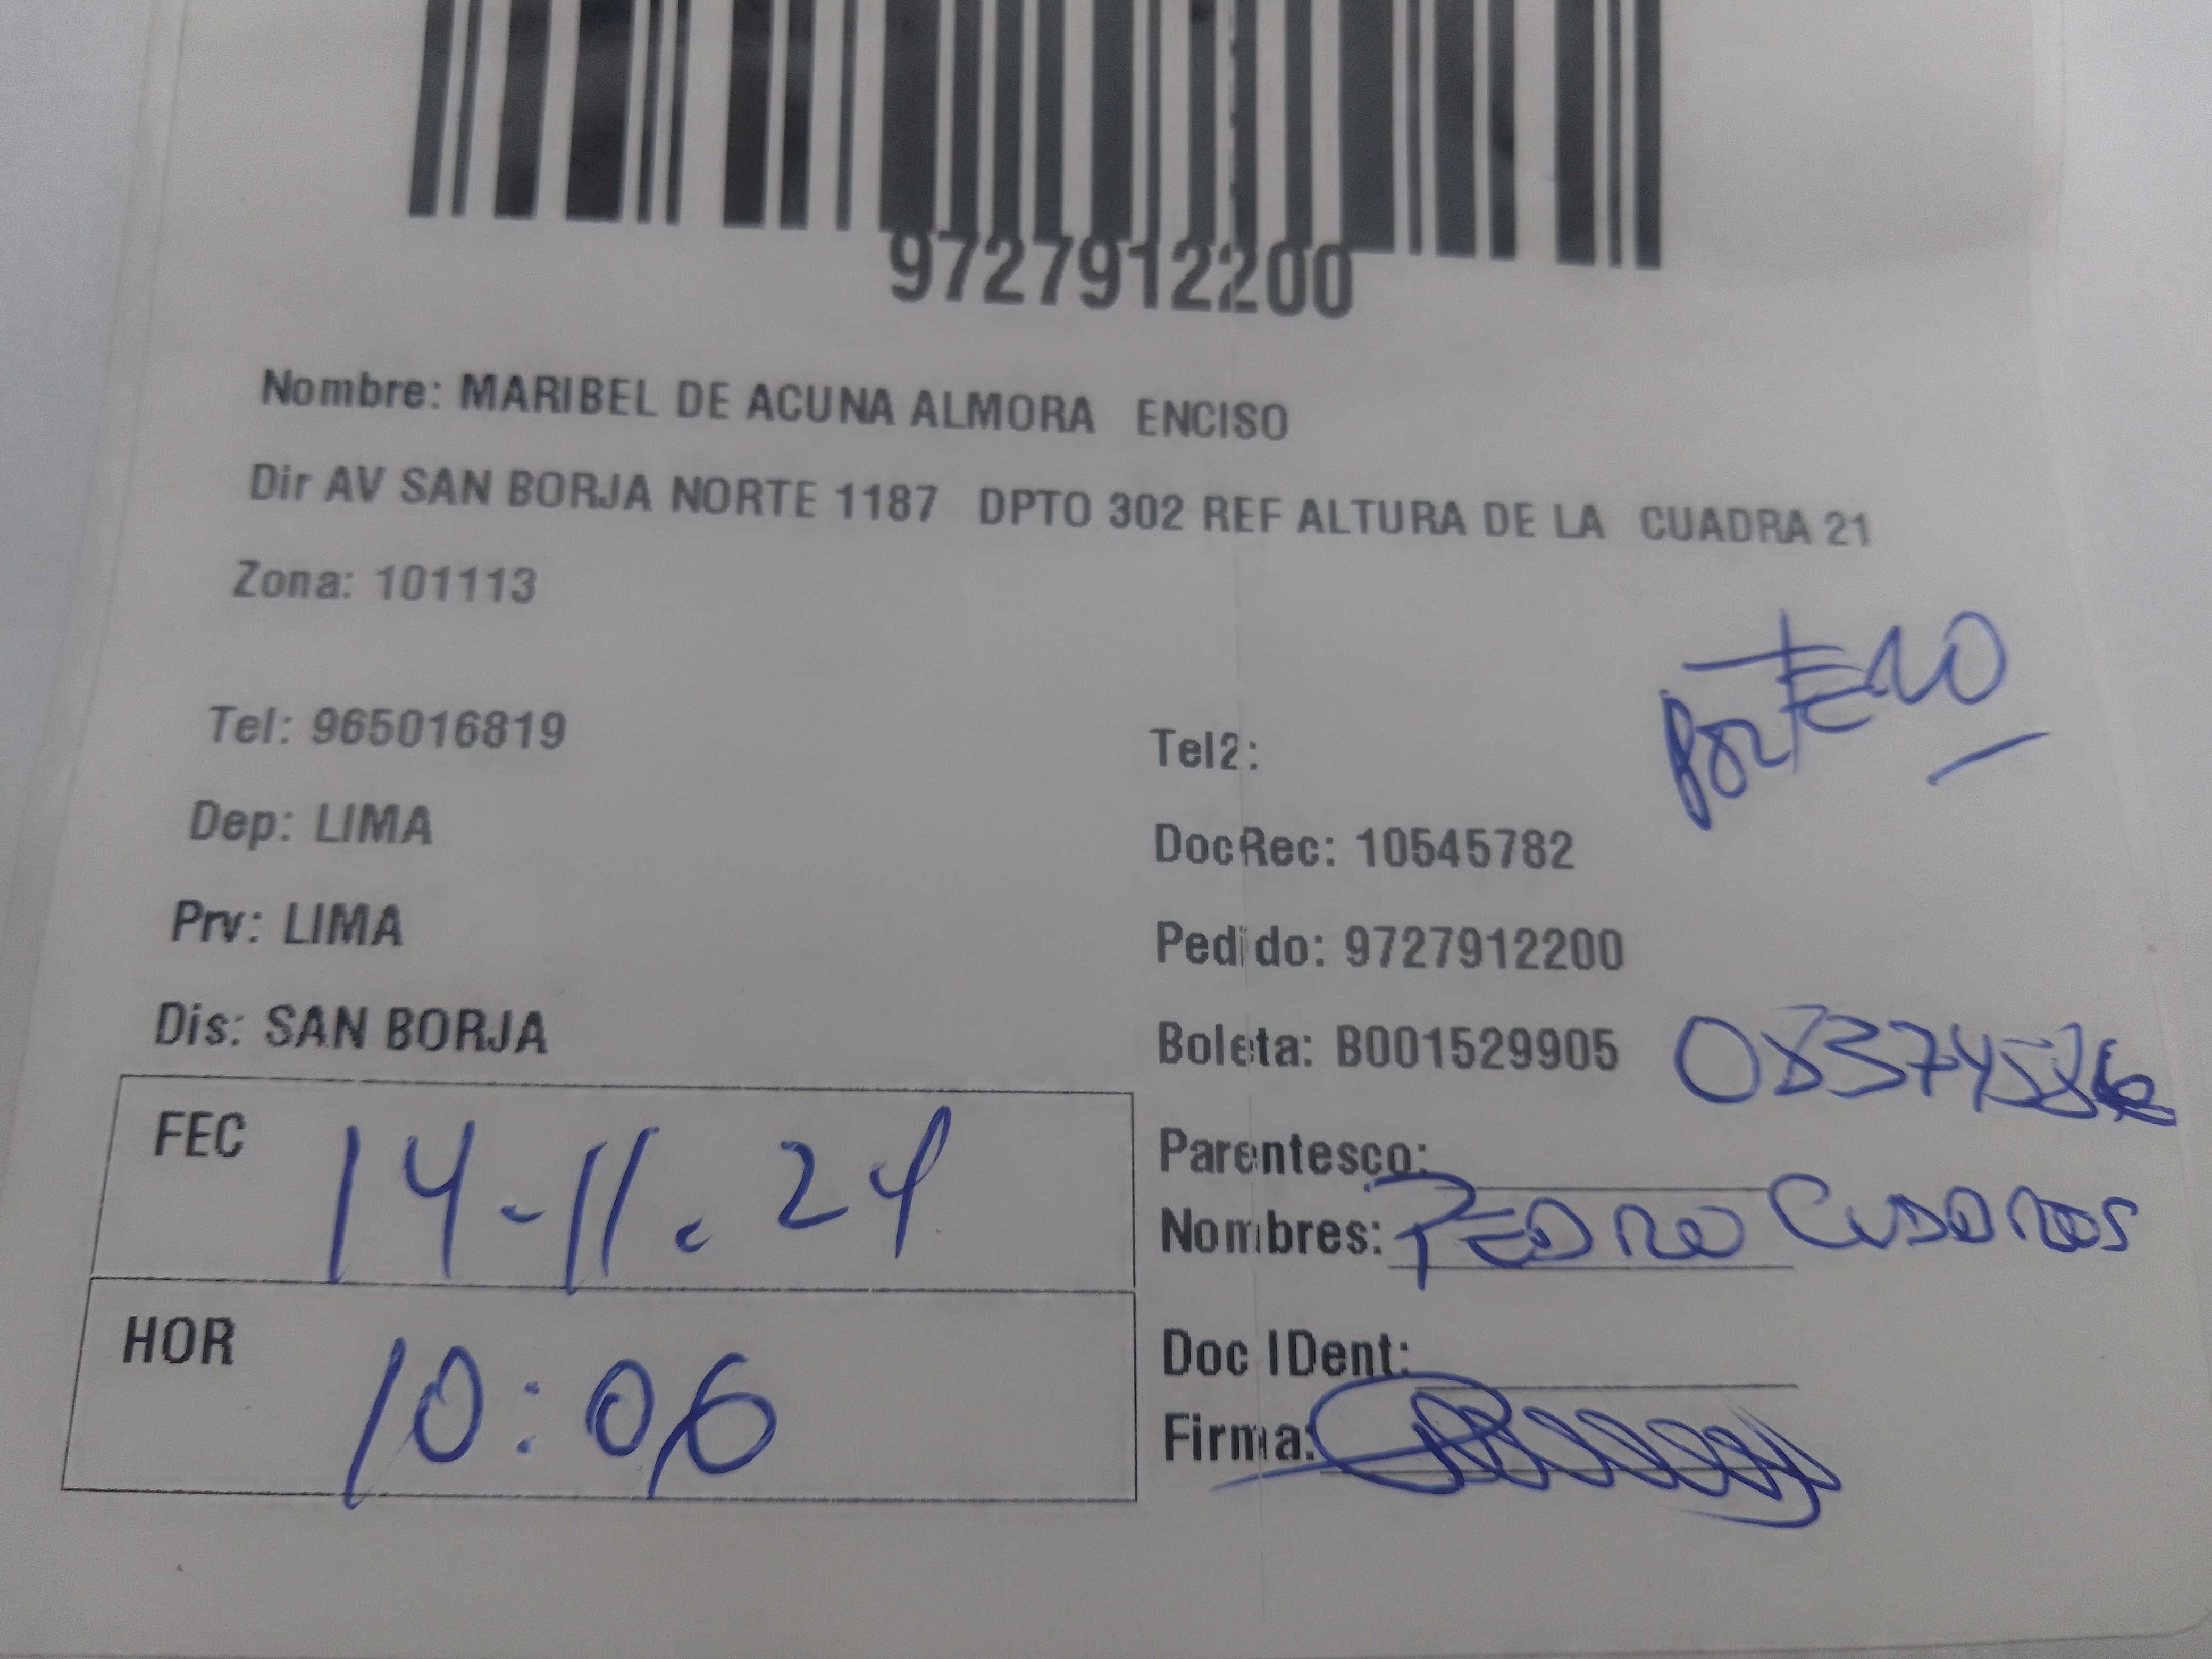 9727912200
Nombre: MARIBEL DE ACUNA ALMORA ENCISO
Dir AV SAN BORJA NORTE 1187 DPTO 302 REF ALTURA DE LA CUADRA 21
Zona: 101113
PORTERO
Tel: 965016819
Tel2:
Dep: LIMA
DocRec: 10545782
Prv: LIMA
Pedido: 9727912200
Dis: SAN BORJA
Boleta: B001529905
FEC 14-11.24
Parentesco:
Nombres: PEDRO
HOR 10:06
Doc IDent:
Firma: